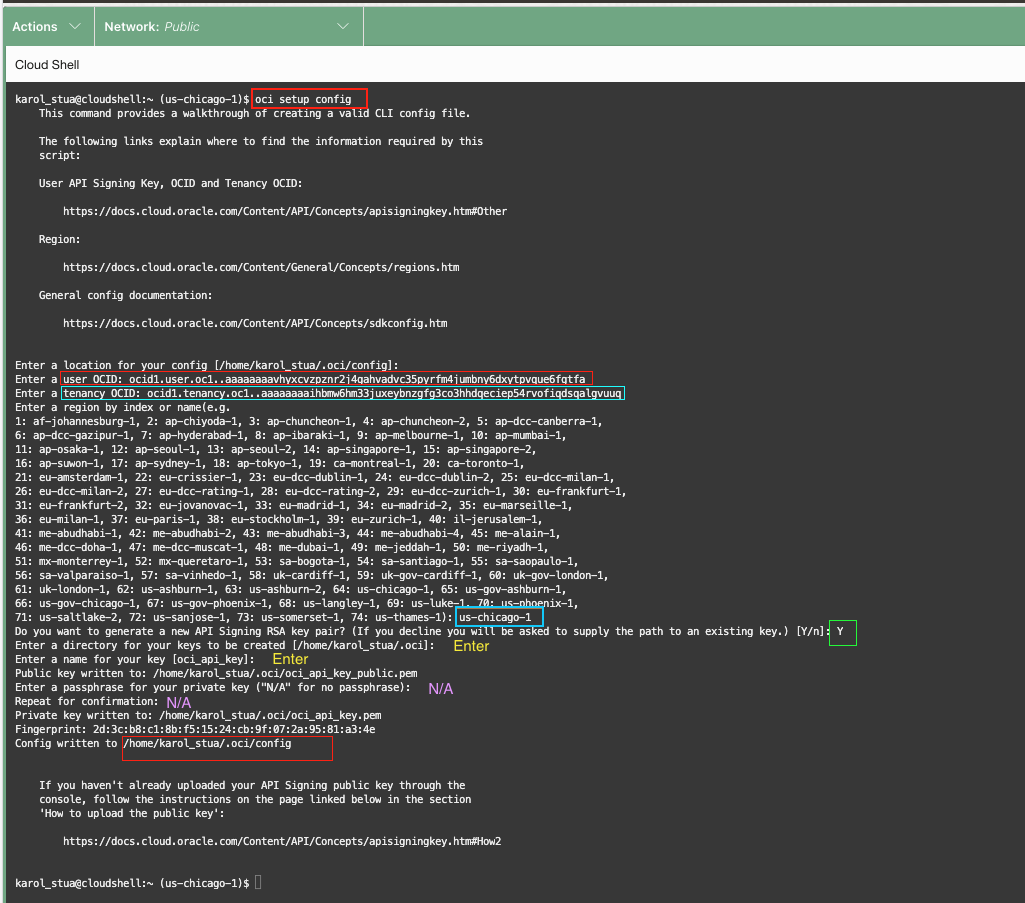 Actions
Network: Public
Cloud Shell
karol_stua@cloudshell:~ (us-chicago-1)$ oci setup config
This command provides a walkthrough of creating a valid CLI config file.
The following links explain where to find the information required by this
script:
User API Signing Key, OCID and Tenancy OCID:
https://docs.cloud.oracle.com/Content/API/Concepts/apisigningkey.htm#Other
Region:
https://docs.cloud.oracle.com/Content/General/Concepts/regions.htm
General config documentation:
https://docs.cloud.oracle.com/Content/API/Concepts/sdkconfig.htm
Enter a location for your config [/home/karol_stua/.oci/config]:
Enter a user OCID: ocid1.user.oc1..aaaaaaaavhyxcvzpznr2j4qahvadvc35pyrfm4jumbny6dxytpvque6fqtfa
Enter a tenancy OCID: ocid1.tenancy.oc1..aaaaaaaaihbmw6hm33juxeybnzgfg3co3hhdqeciep54rvofiqdsqalgvuuq
Enter a region by index or name(e.g.
1: af-johannesburg-1, 2: ap-chiyoda-1, 3: ap-chuncheon-1, 4: ap-chuncheon-2, 5: ap-dcc-canberra-1,
6: ap-dcc-gazipur-1, 7: ap-hyderabad-1, 8: ap-ibaraki-1, 9: ap-melbourne-1, 10: ap-mumbai-1,
11: ap-osaka-1, 12: ap-seoul-1, 13: ap-seoul-2, 14: ap-singapore-1, 15: ap-singapore-2,
16: ap-suwon-1, 17: ap-sydney-1, 18: ap-tokyo-1, 19: ca-montreal-1, 20: ca-toronto-1,
21: eu-amsterdam-1, 22: eu-crissier-1, 23: eu-dcc-dublin-1, 24: eu-dcc-dublin-2, 25: eu-dcc-milan-1,
26: eu-dcc-milan-2, 27: eu-dcc-rating-1, 28: eu-dcc-rating-2, 29: eu-dcc-zurich-1, 30: eu-frankfurt-1,
31: eu-frankfurt-2, 32: eu-jovanovac-1, 33: eu-madrid-1, 34: eu-madrid-2, 35: eu-marseille-1,
36: eu-milan-1, 37: eu-paris-1, 38: eu-stockholm-1, 39: eu-zurich-1, 40: il-jerusalem-1,
41: me-abudhabi-1, 42: me-abudhabi-2, 43: me-abudhabi-3, 44: me-abudhabi-4, 45: me-alain-1,
46: me-dcc-doha-1, 47: me-dcc-muscat-1, 48: me-dubai-1, 49: me-jeddah-1, 50: me-riyadh-1,
51: mx-monterrey-1, 52: mx-queretaro-1, 53: sa-bogota-1, 54: sa-santiago-1, 55: sa-saopaulo-1,
56: sa-valparaiso-1, 57: sa-vinhedo-1, 58: uk-cardiff-1, 59: uk-gov-cardiff-1, 60: uk-gov-london-1,
61: uk-london-1, 62: us-ashburn-1, 63: us-ashburn-2, 64: us-chicago-1, 65: us-gov-ashburn-1,
66: us-gov-chicago-1, 67: us-gov-phoenix-1, 68: us-langley-1, 69: us-luke-1, 70: us-phoenix-1,
71: us-saltlake-2, 72: us-sanjose-1, 73: us-somerset-1, 74: us-thames-1): us-chicago-1
Do you want to generate a new API Signing RSA key pair? (If you decline you will be asked to supply the path to an existing key.) [Y/n]: Y
Enter a directory for your keys to be created [/home/karol_stua/.oci]: Enter
Enter a name for your key [oci_api_key]: Enter
Public key written to: /home/karol_stua/.oci/oci_api_key_public.pem
Enter a passphrase for your private key ("N/A" for no passphrase): N/A
Repeat for confirmation: N/A
Private key written to: /home/karol_stua/.oci/oci_api_key.pem
Fingerprint: 2d:3c:b8:c1:8b:f5:15:24:cb:9f:07:2a:95:81:a3:4e
Config written to /home/karol_stua/.oci/config
If you haven't already uploaded your API Signing public key through the
console, follow the instructions on the page linked below in the section
'How to upload the public key':
https://docs.cloud.oracle.com/Content/API/Concepts/apisigningkey.htm#How2
karol_stua@cloudshell:~ (us-chicago-1)$